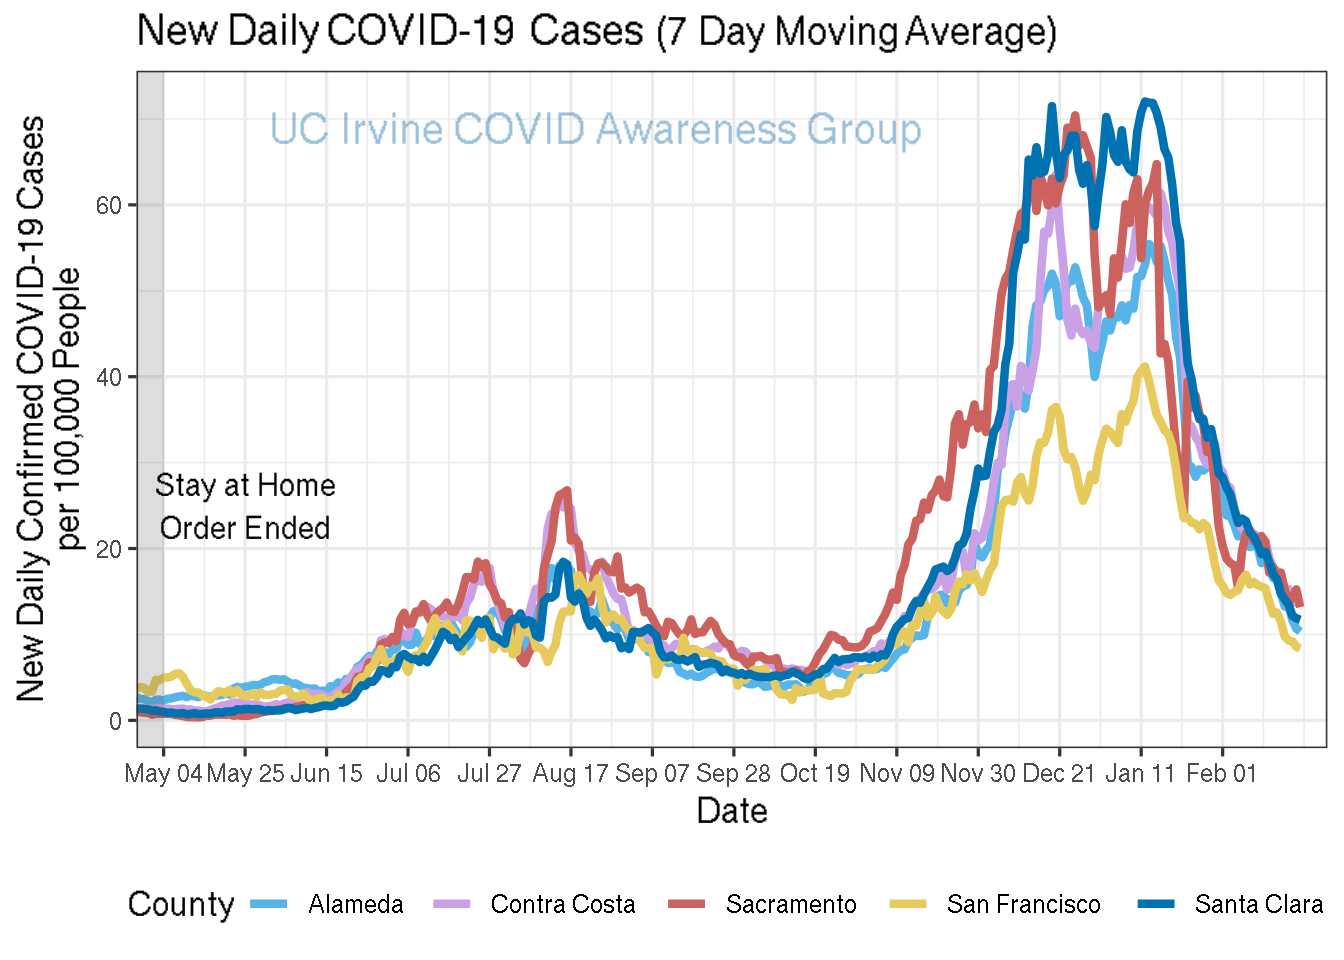 New Daily COVID-19 Cases (7 Day Moving Average)
UC Irvine COVID Awareness Group
New Daily Confirmed COVID-19 Cases
per 100,000 People
60
40
20
0
Stay at Home
Order Ended
May 04 May 25 Jun 15 Jul 06 Jul 27 Aug 17 Sep 07 Sep 28 Oct 19 Nov 09 Nov 30 Dec 21 Jan 11 Feb 01
Date
County Alameda Contra Costa Sacramento San Francisco Santa Clara